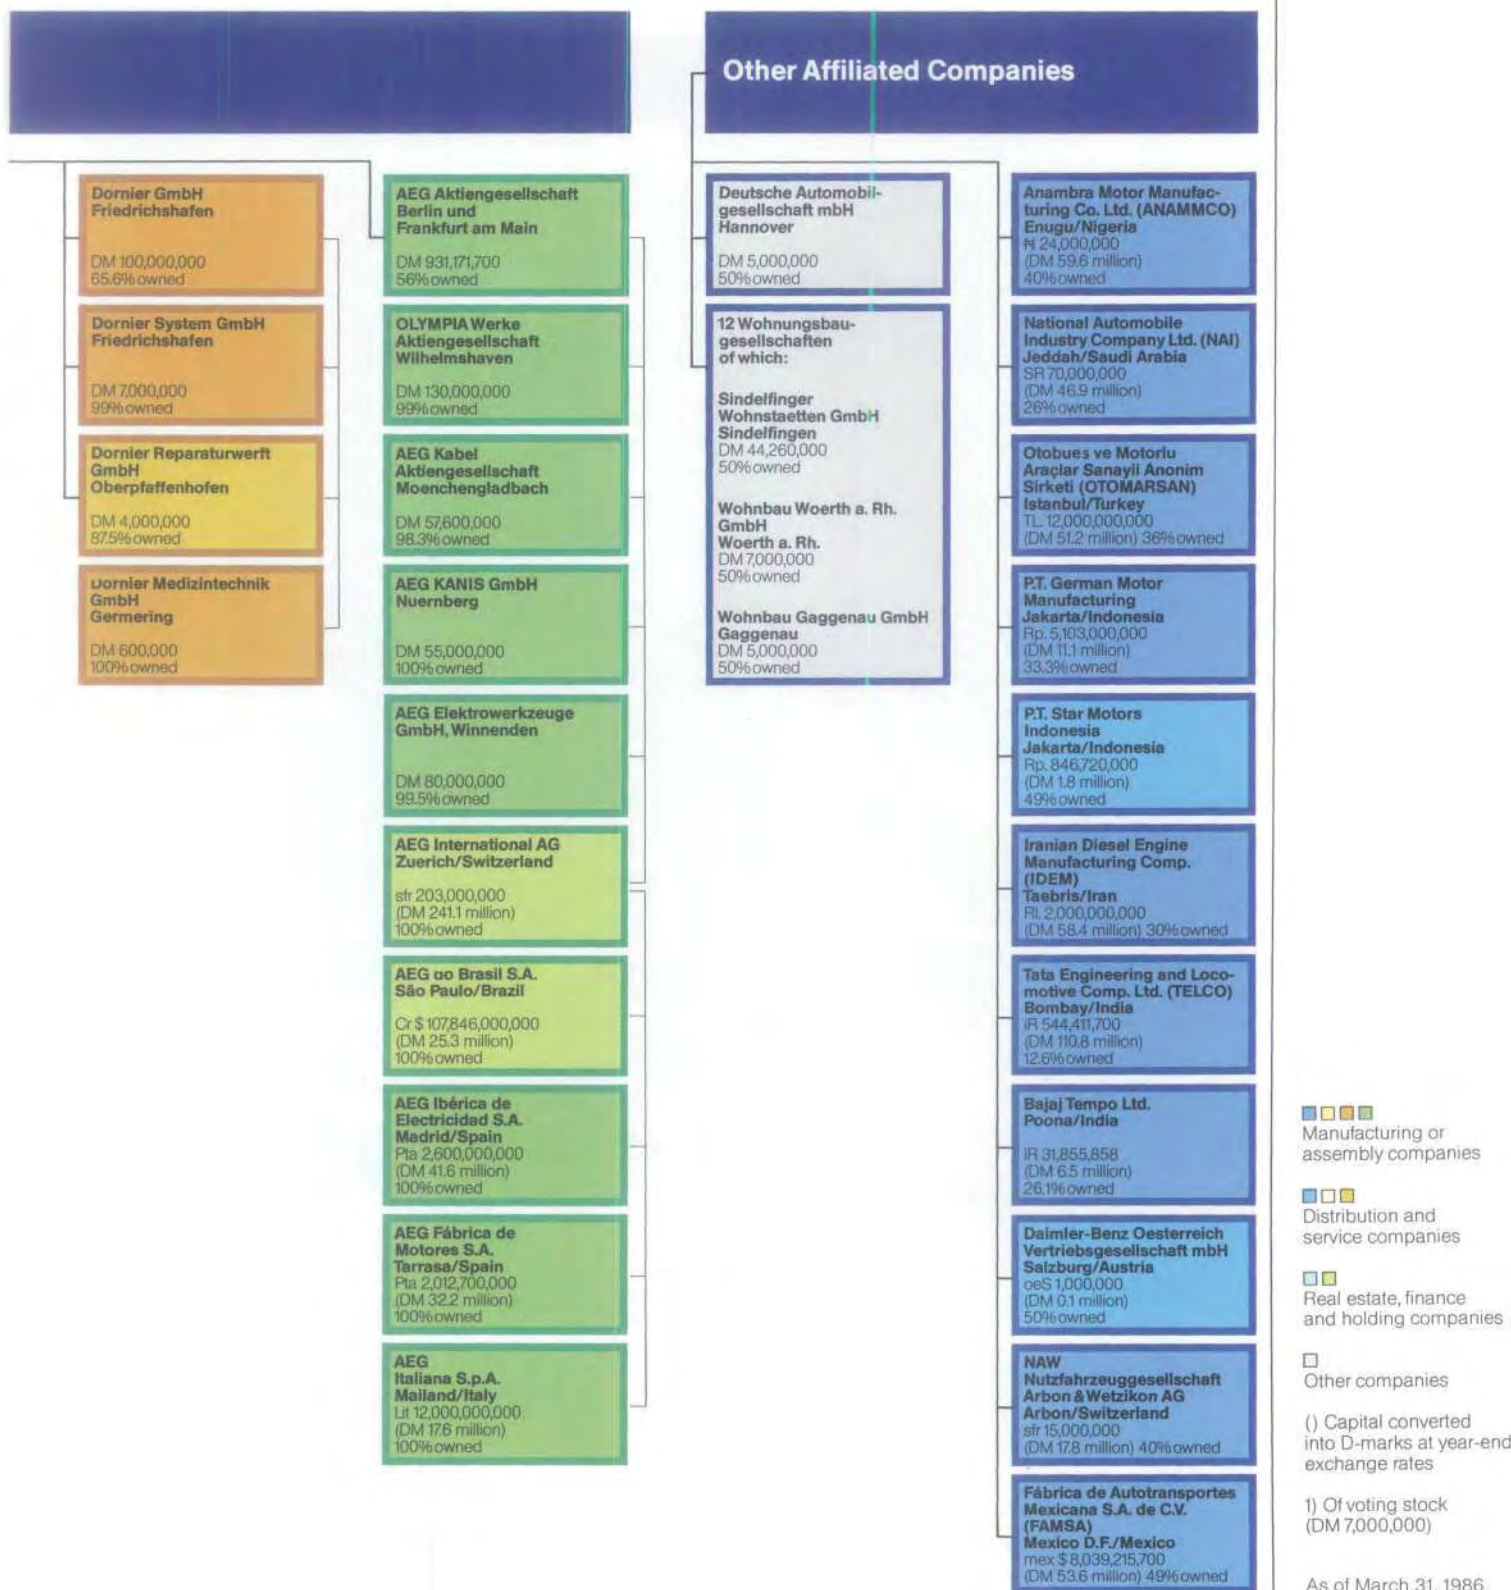 Other Affiliated Companies
Dornier GmbH
Friedrichshafen
DM 100,000,000
65.6% owned
Dornier System GmbH
Friedrichshafen
DM 7,000,000
99% owned
Dornier Reparaturwerft
GmbH
Oberpfaffenhofen
DM 4,000,000
87.5% owned
Dornier Medizintechnik
GmbH
Germering
DM 600,000
100% owned
AEG Aktiengesellschaft
Berlin und
Frankfurt am Main
DM 931,171,700
56% owned
OLYMPIA Werke
Aktiengesellschaft
Wilhelmshaven
DM 130,000,000
99% owned
AEG Kabel
Aktiengesellschaft
Moenchengladbach
DM 57,600,000
98.3% owned
AEG KANIS GmbH
Nuernberg
DM 55,000,000
100% owned
AEG Elektrowerkzeuge
GmbH, Winnenden
DM 80,000,000
99.5% owned
AEG International AG
Zuerich/Switzerland
sfr 203,000,000
(DM 241.1 million)
100% owned
AEG do Brasil S.A.
São Paulo/Brazil
Cr $ 107,846,000,000
(DM 25.3 million)
100% owned
AEG Ibérica de
Electricidad S.A.
Madrid/Spain
Pta 2,600,000,000
(DM 41.6 million)
100% owned
AEG Fábrica de
Motores S.A.
Tarrasa/Spain
Pta 2,012,700,000
(DM 32.2 million)
100% owned
AEG
Italiana S.p.A.
Mailand/Italy
Lit 12,000,000,000
(DM 17.6 million)
100% owned
Deutsche Automobil-
gesellschaft mbH
Hannover
DM 5,000,000
50% owned
12 Wohnungsbau-
gesellschaften
of which:
Sindelfinger
Wohnstaetten GmbH
Sindelfingen
DM 44,260,000
50% owned
Wohnbau Woerth a. Rh.
GmbH
Woerth a. Rh.
DM 7,000,000
50% owned
Wohnbau Gaggenau GmbH
Gaggenau
DM 5,000,000
50% owned
Anambra Motor Manufac-
turing Co. Ltd. (ANAMMCO)
Enugu/Nigeria
₦ 24,000,000
(DM 59.6 million)
40% owned
National Automobile
Industry Company Ltd. (NAI)
Jeddah/Saudi Arabia
SR 70,000,000
(DM 46.9 million)
26% owned
Otobues ve Motorlu
Araçlar Sanayii Anonim
Sirketi (OTOMARSAN)
Istanbul/Turkey
TL. 12,000,000,000
(DM 51.2 million) 36% owned
P.T. German Motor
Manufacturing
Jakarta/Indonesia
Rp. 5,103,000,000
(DM 11.1 million)
33.3% owned
P.T. Star Motors
Indonesia
Jakarta/Indonesia
Rp. 846,720,000
(DM 1.8 million)
49% owned
Iranian Diesel Engine
Manufacturing Comp.
(IDEM)
Taebris/Iran
Rl. 2,000,000,000
(DM 58.4 million) 30% owned
Tata Engineering and Loco-
motive Comp. Ltd. (TELCO)
Bombay/India
iR 544,411,700
(DM 110.8 million)
12.6% owned
Bajaj Tempo Ltd.
Poona/India
iR 31,855,858
(DM 6.5 million)
26.1% owned
Daimler-Benz Oesterreich
Vertriebsgesellschaft mbH
Salzburg/Austria
oeS 1,000,000
(DM 0.1 million)
50% owned
NAW
Nutzfahrzeuggesellschaft
Arbon & Wetzikon AG
Arbon/Switzerland
sfr 15,000,000
(DM 17.8 million) 40% owned
Fábrica de Autotransportes
Mexicana S.A. de C.V.
(FAMSA)
Mexico D.F./Mexico
mex $ 8,039,215,700
(DM 53.6 million) 49% owned
Manufacturing or
assembly companies
Distribution and
service companies
Real estate, finance
and holding companies
Other companies
() Capital converted
into D-marks at year-end
exchange rates
1) Of voting stock
(DM 7,000,000)
As of March 31, 1986